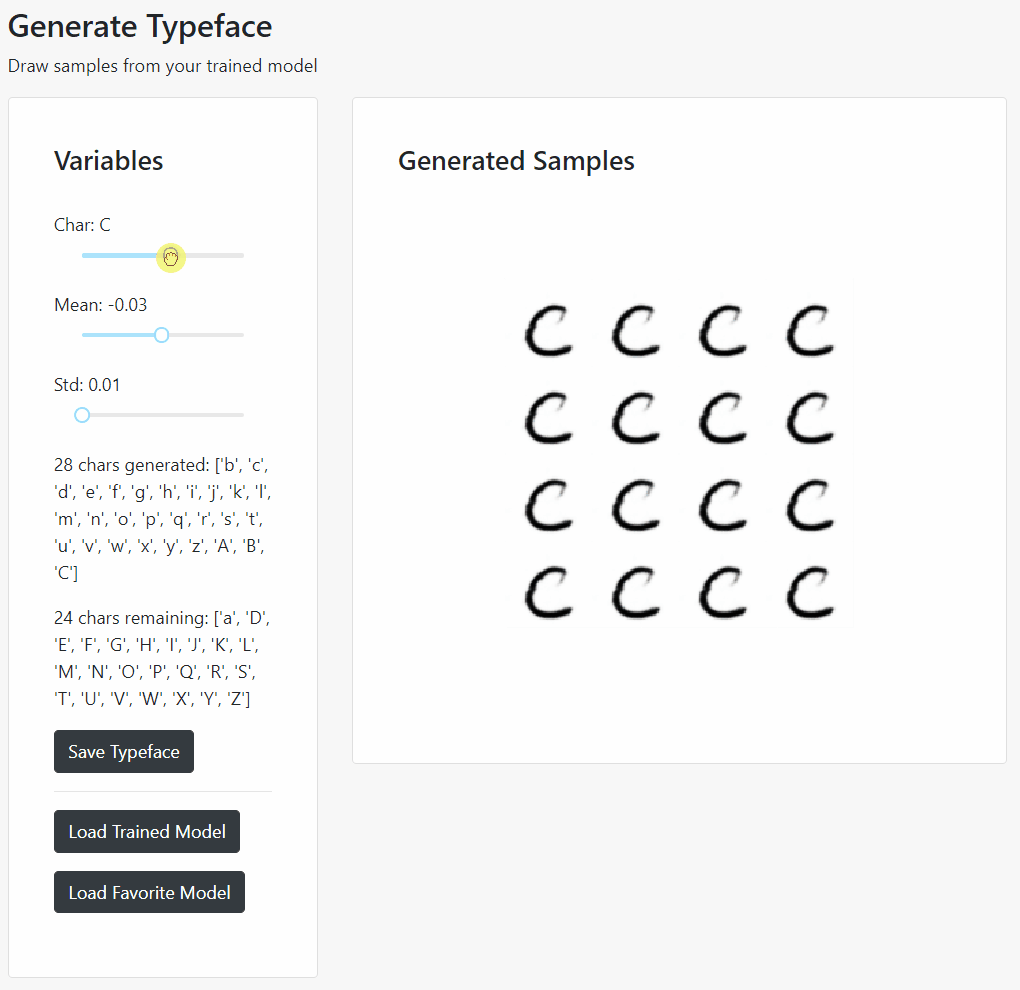 Generate Typeface
Draw samples from your trained model
Variables
Char: C
Mean: -0.03
Std: 0.01
28 chars generated: ['b', 'c',
'd', 'e', 'f', 'g', 'h', 'i', 'j', 'k', 'l',
'm', 'n', 'o', 'p', 'q', 'r', 's', 't',
'u', 'v', 'w', 'x', 'y', 'z', 'A', 'B',
'C']
24 chars remaining: ['a', 'D',
'E', 'F', 'G', 'H', 'I', 'J', 'K', 'L',
'M', 'N', 'O', 'P', 'Q', 'R', 'S',
'T', 'U', 'V', 'W', 'X', 'Y', 'Z']
Save Typeface
Load Trained Model
Load Favorite Model
Generated Samples
C C C C
C C C C
C C C C
C C C C